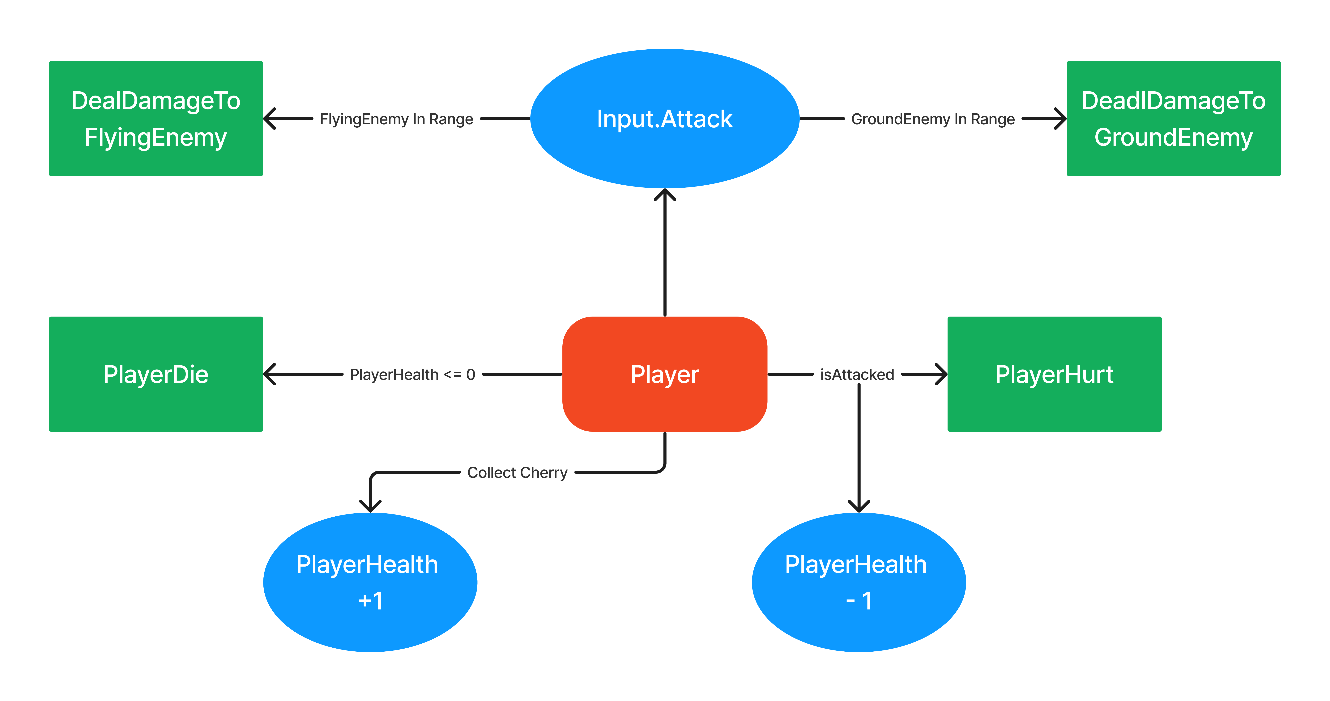 DealDamageTo
FlyingEnemy
FlyingEnemy In Range
Input.Attack
GroundEnemy In Range
DeadlDamageTo
GroundEnemy
PlayerDie
PlayerHealth <= 0
Player
isAttacked
PlayerHurt
Collect Cherry
PlayerHealth
+1
PlayerHealth
- 1